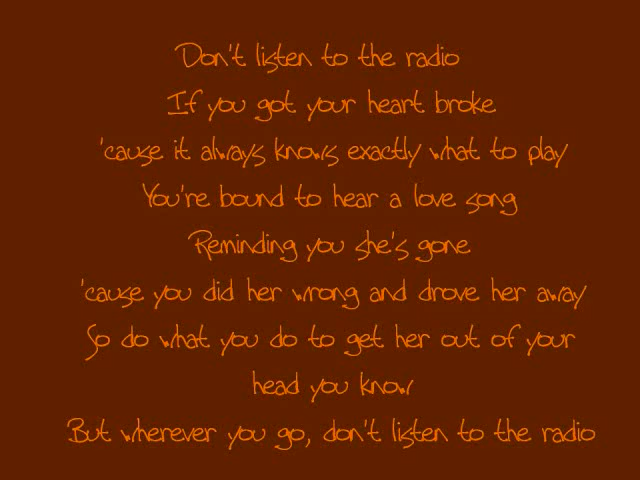 Don't listen to the radio
If you got your heart broke
'cause it always knows exactly what to play
You're bound to hear a love song
Reminding you she's gone
'cause you did her wrong and drove her away
So do what you do to get her out of your
head you know
But wherever you go, don't listen to the radio